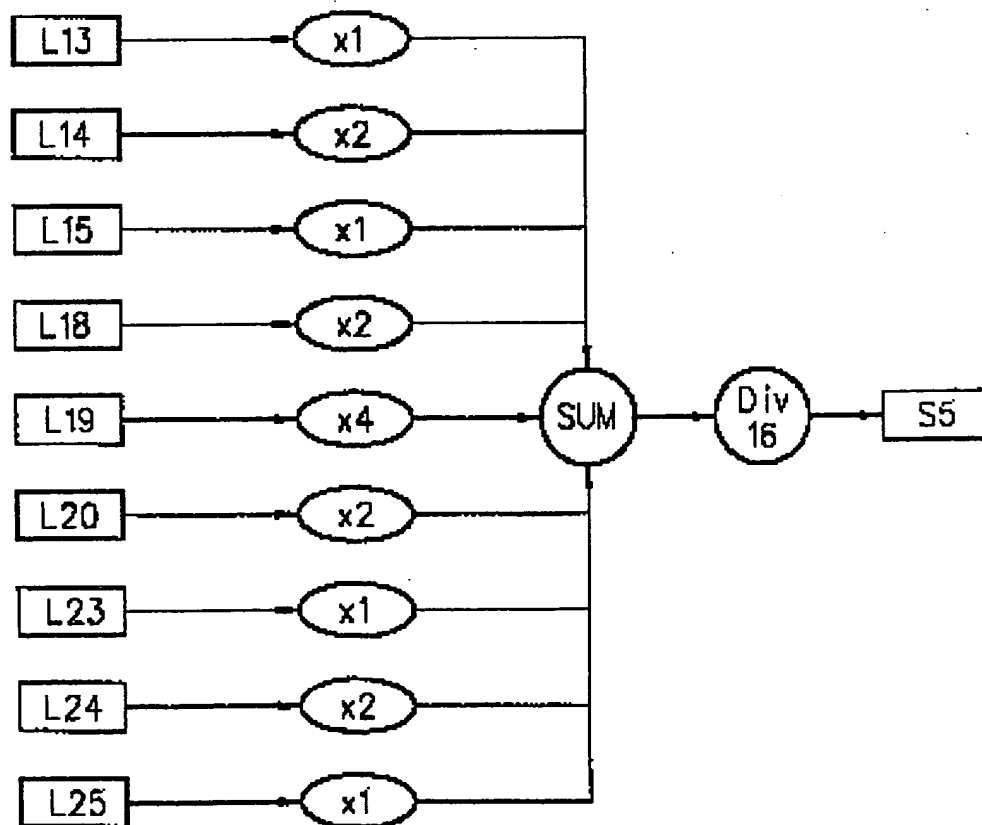 L13 x1
L14 x2
L15 x1
L18 x2
L19 x4 SUM Div 16 S5
L20 x2
L23 x1
L24 x2
L25 x1